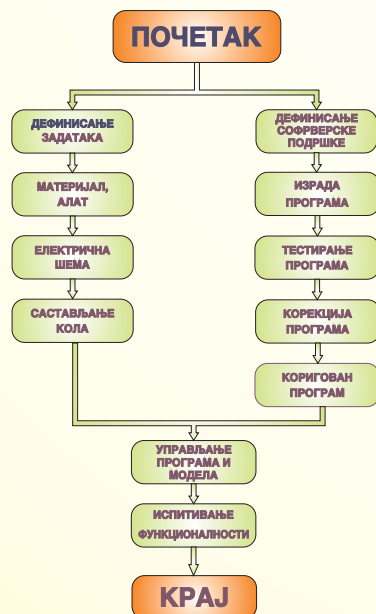 ПОЧЕТАК
ДЕФИНИСАЊЕ
ЗАДАТАКА
МАТЕРИЈАЛ,
АЛАТ
ЕЛЕКТРИЧНА
ШЕМА
САСТАВЉАЊЕ
КОЛА
ДЕФИНИСАЊЕ
СОФРВЕРСКЕ
ПОДРШКЕ
ИЗРАДА
ПРОГРАМА
ТЕСТИРАЊЕ
ПРОГРАМА
КОРЕКЦИЈА
ПРОГРАМА
КОРИГОВАН
ПРОГРАМ
УПРАВЉАЊЕ
ПРОГРАМА И
МОДЕЛА
ИСПИТИВАЊЕ
ФУНКЦИОНАЛНОСТИ
КРАЈ